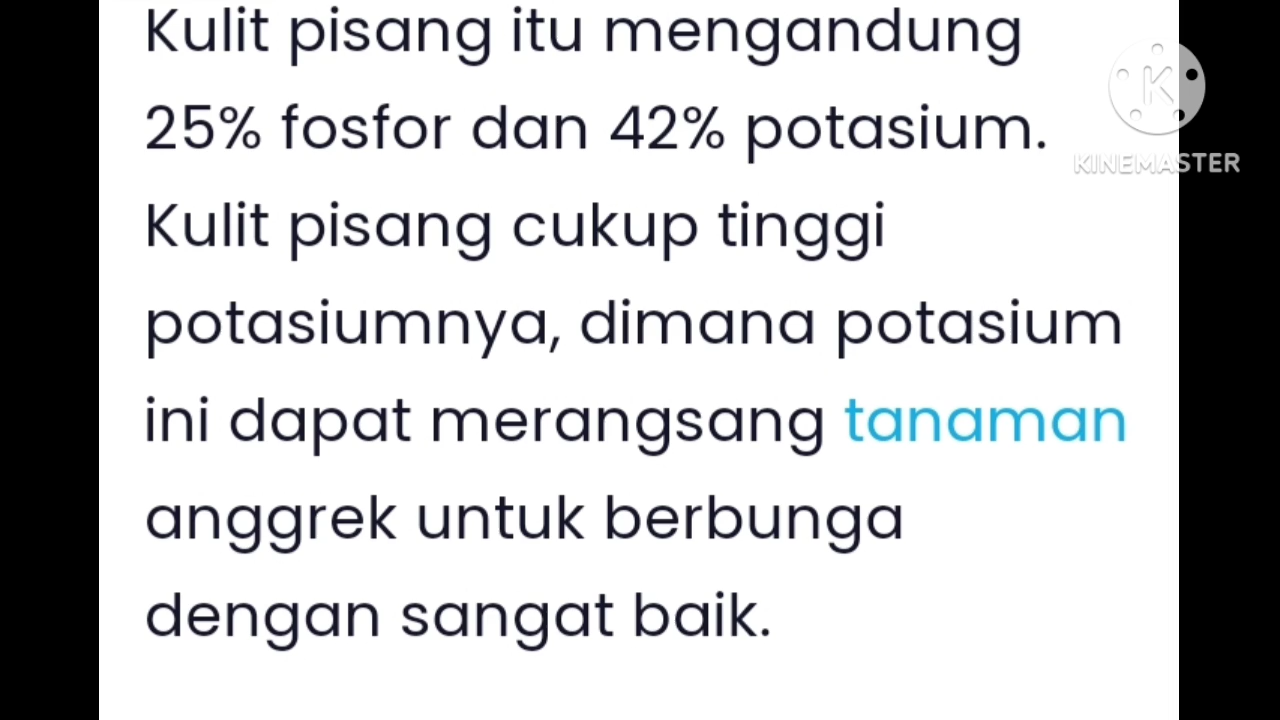 Kulit pisang itu mengandung
25% fosfor dan 42% potasium.
Kulit pisang cukup tinggi
potasiumnya, dimana potasium
ini dapat merangsang tanaman
anggrek untuk berbunga
dengan sangat baik.
K
KINEMASTER